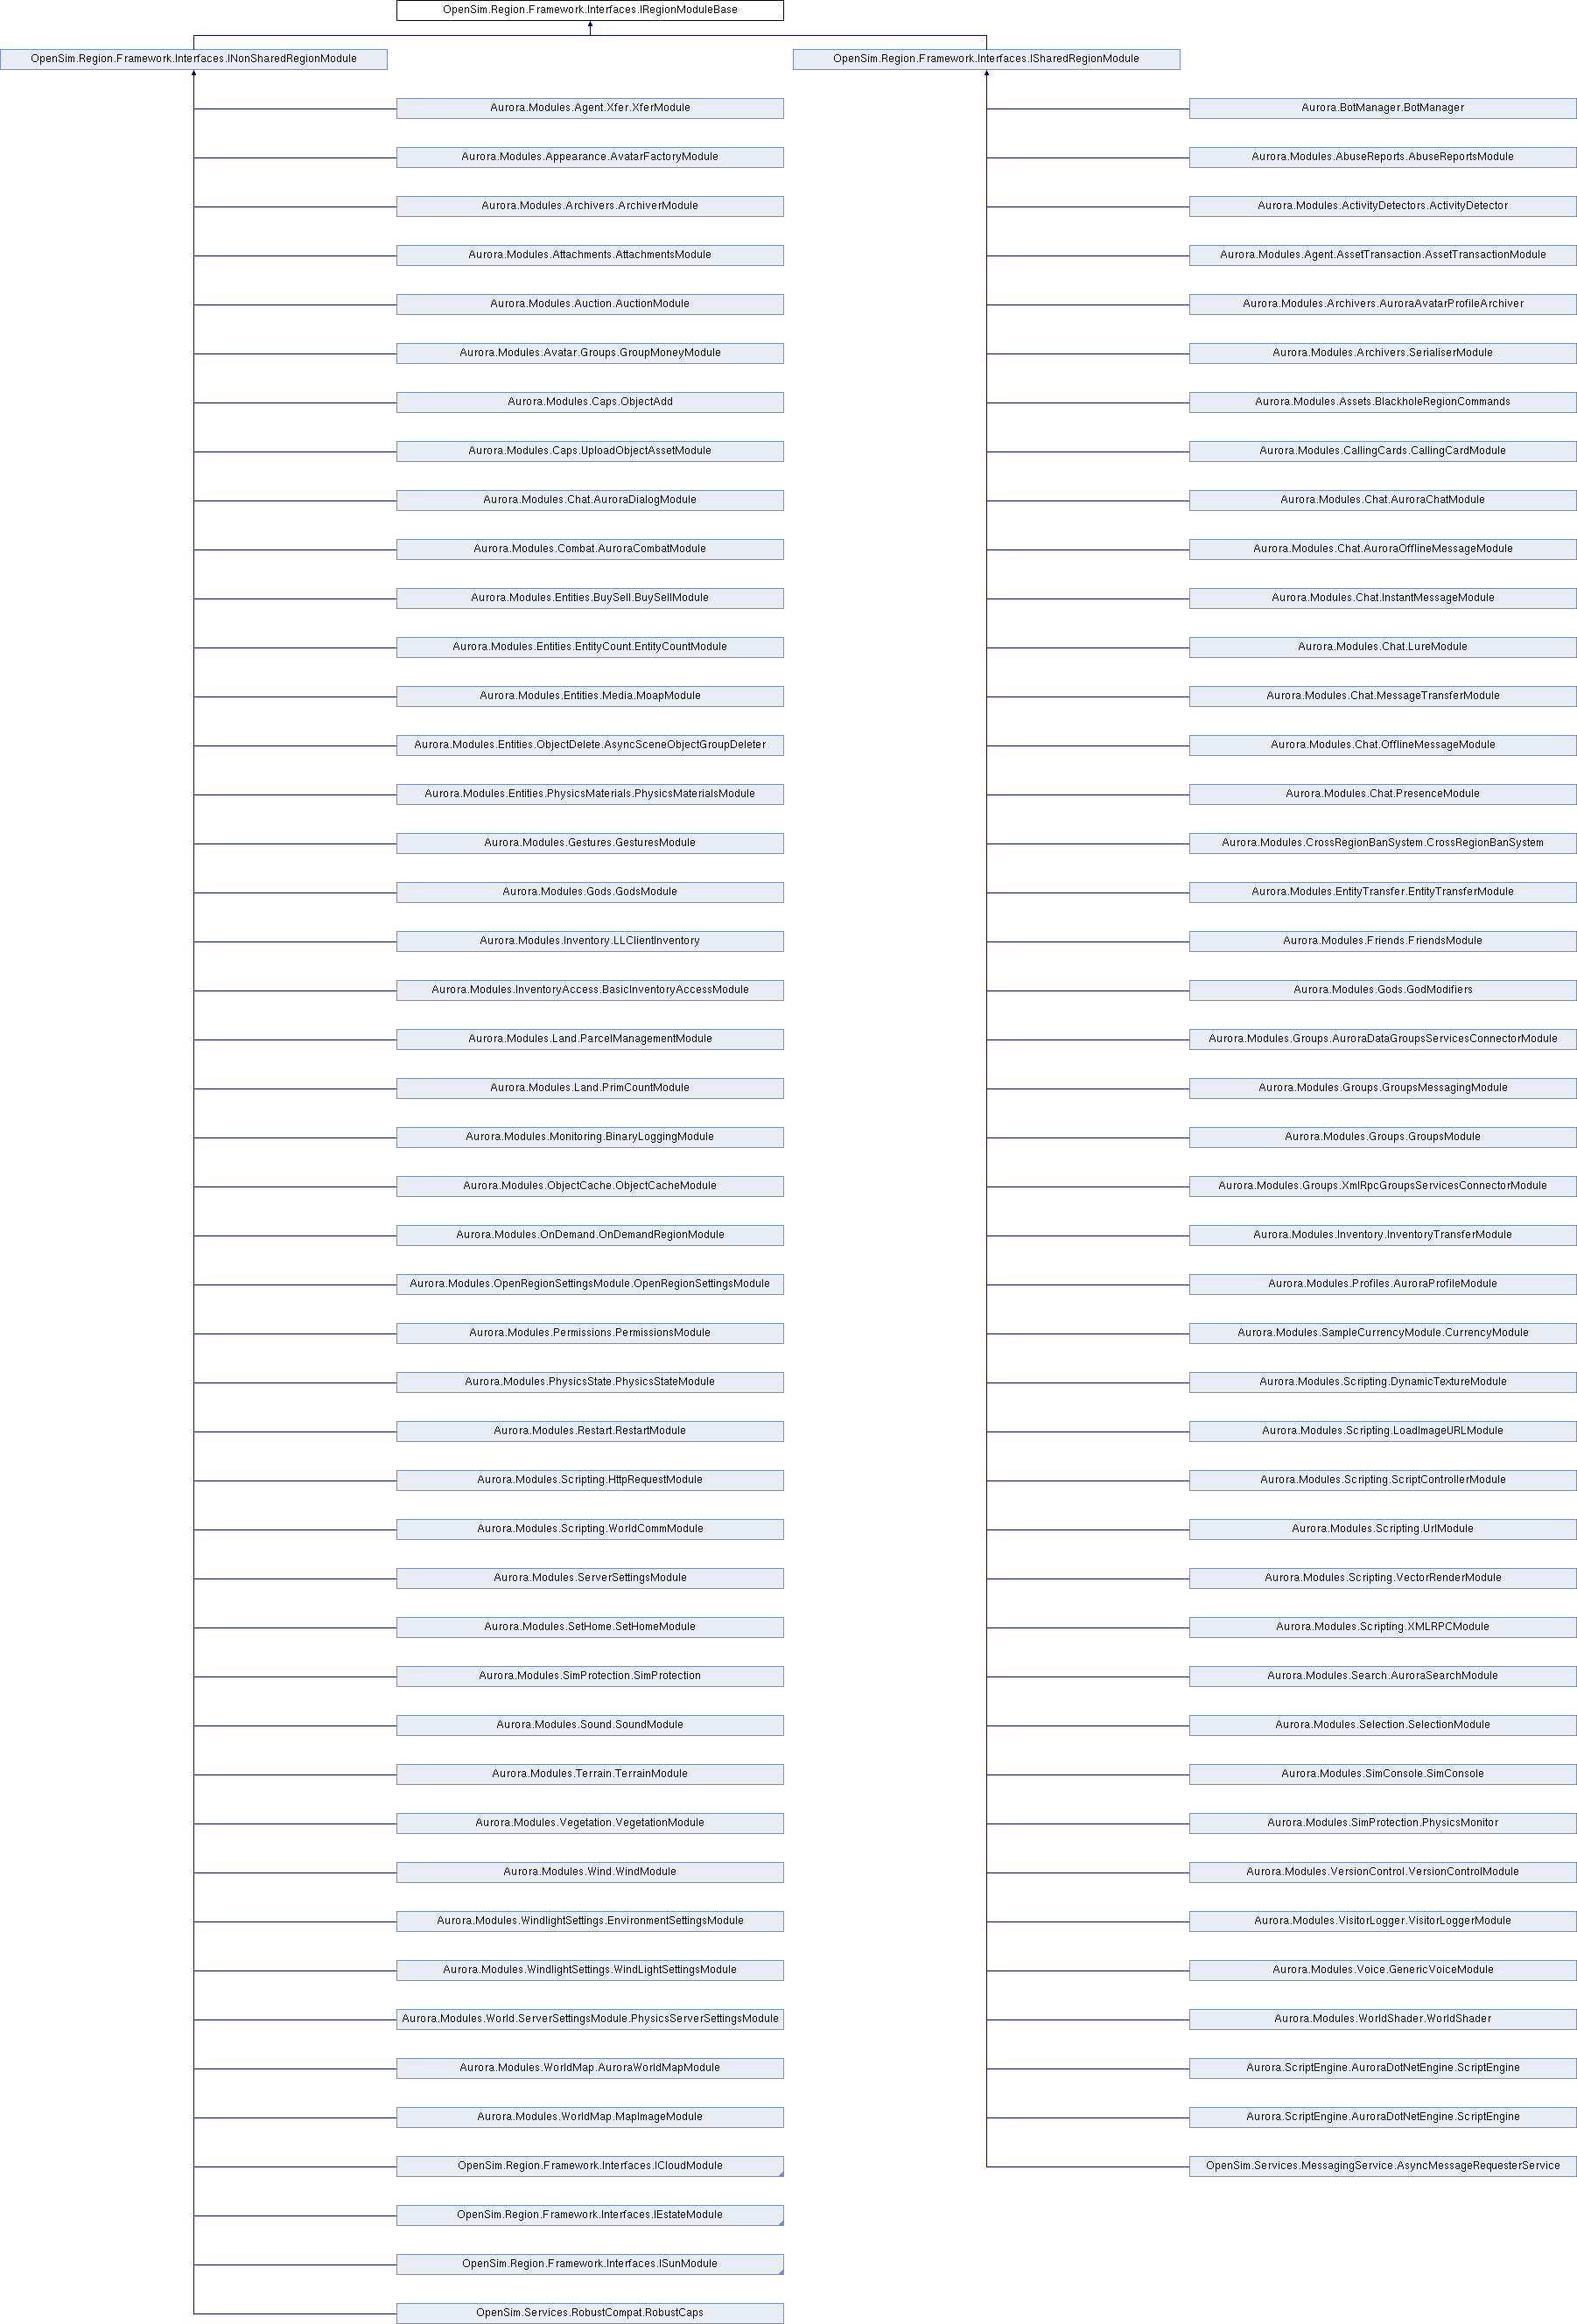 OpenSim.Region.Framework.Interfaces.IRegionModuleBase
OpenSim.Region.Framework.Interfaces.INonSharedRegionModule
OpenSim.Region.Framework.Interfaces.ISharedRegionModule
Aurora.Modules.Agent.Xfer.XferModule
Aurora.BotManager.BotManager
Aurora.Modules.Appearance.AvatarFactoryModule
Aurora.Modules.AbuseReports.AbuseReportsModule
Aurora.Modules.Archivers.ArchiverModule
Aurora.Modules.ActivityDetectors.ActivityDetector
Aurora.Modules.Attachments.AttachmentsModule
Aurora.Modules.Agent.AssetTransaction.AssetTransactionModule
Aurora.Modules.Auction.AuctionModule
Aurora.Modules.Archivers.AuroraAvatarProfileArchiver
Aurora.Modules.Avatar.Groups.GroupMoneyModule
Aurora.Modules.Archivers.SerialiserModule
Aurora.Modules.Caps.ObjectAdd
Aurora.Modules.Assets.BlackholeRegionCommands
Aurora.Modules.Caps.UploadObjectAssetModule
Aurora.Modules.CallingCards.CallingCardModule
Aurora.Modules.Chat.AuroraDialogModule
Aurora.Modules.Chat.AuroraChatModule
Aurora.Modules.Combat.AuroraCombatModule
Aurora.Modules.Chat.AuroraOfflineMessageModule
Aurora.Modules.Entities.BuySell.BuySellModule
Aurora.Modules.Chat.InstantMessageModule
Aurora.Modules.Entities.EntityCount.EntityCountModule
Aurora.Modules.Chat.LureModule
Aurora.Modules.Entities.Media.MoapModule
Aurora.Modules.Chat.MessageTransferModule
Aurora.Modules.Entities.ObjectDelete.AsyncSceneObjectGroupDeleter
Aurora.Modules.Chat.OfflineMessageModule
Aurora.Modules.Entities.PhysicsMaterials.PhysicsMaterialsModule
Aurora.Modules.Chat.PresenceModule
Aurora.Modules.Gestures.GesturesModule
Aurora.Modules.CrossRegionBanSystem.CrossRegionBanSystem
Aurora.Modules.Gods.GodsModule
Aurora.Modules.EntityTransfer.EntityTransferModule
Aurora.Modules.Inventory.LLClientInventory
Aurora.Modules.Friends.FriendsModule
Aurora.Modules.InventoryAccess.BasicInventoryAccessModule
Aurora.Modules.Gods.GodModifiers
Aurora.Modules.Land.ParcelManagementModule
Aurora.Modules.Groups.AuroraDataGroupsServicesConnectorModule
Aurora.Modules.Land.PrimCountModule
Aurora.Modules.Groups.GroupsMessagingModule
Aurora.Modules.Monitoring.BinaryLoggingModule
Aurora.Modules.Groups.GroupsModule
Aurora.Modules.ObjectCache.ObjectCacheModule
Aurora.Modules.Groups.XmlRpcGroupsServicesConnectorModule
Aurora.Modules.OnDemand.OnDemandRegionModule
Aurora.Modules.Inventory.InventoryTransferModule
Aurora.Modules.OpenRegionSettingsModule.OpenRegionSettingsModule
Aurora.Modules.Profiles.AuroraProfileModule
Aurora.Modules.Permissions.PermissionsModule
Aurora.Modules.SampleCurrencyModule.CurrencyModule
Aurora.Modules.PhysicsState.PhysicsStateModule
Aurora.Modules.Scripting.DynamicTextureModule
Aurora.Modules.Restart.RestartModule
Aurora.Modules.Scripting.LoadImageURLModule
Aurora.Modules.Scripting.HttpRequestModule
Aurora.Modules.Scripting.ScriptControllerModule
Aurora.Modules.Scripting.WorldCommModule
Aurora.Modules.Scripting.UrlModule
Aurora.Modules.ServerSettingsModule
Aurora.Modules.Scripting.VectorRenderModule
Aurora.Modules.SetHome.SetHomeModule
Aurora.Modules.Scripting.XMLRPCModule
Aurora.Modules.SimProtection.SimProtection
Aurora.Modules.Search.AuroraSearchModule
Aurora.Modules.Sound.SoundModule
Aurora.Modules.Selection.SelectionModule
Aurora.Modules.Terrain.TerrainModule
Aurora.Modules.SimConsole.SimConsole
Aurora.Modules.Vegetation.VegetationModule
Aurora.Modules.SimProtection.PhysicsMonitor
Aurora.Modules.Wind.WindModule
Aurora.Modules.VersionControl.VersionControlModule
Aurora.Modules.WindlightSettings.EnvironmentSettingsModule
Aurora.Modules.VisitorLogger.VisitorLoggerModule
Aurora.Modules.WindlightSettings.WindLightSettingsModule
Aurora.Modules.Voice.GenericVoiceModule
Aurora.Modules.World.ServerSettingsModule.PhysicsServerSettingsModule
Aurora.Modules.WorldShader.WorldShader
Aurora.Modules.WorldMap.AuroraWorldMapModule
Aurora.ScriptEngine.AuroraDotNetEngine.ScriptEngine
Aurora.Modules.WorldMap.MapImageModule
Aurora.ScriptEngine.AuroraDotNetEngine.ScriptEngine
OpenSim.Region.Framework.Interfaces.ICloudModule
OpenSim.Services.MessagingService.AsyncMessageRequesterService
OpenSim.Region.Framework.Interfaces.IEstateModule
OpenSim.Region.Framework.Interfaces.ISunModule
OpenSim.Services.RobustCompat.RobustCaps